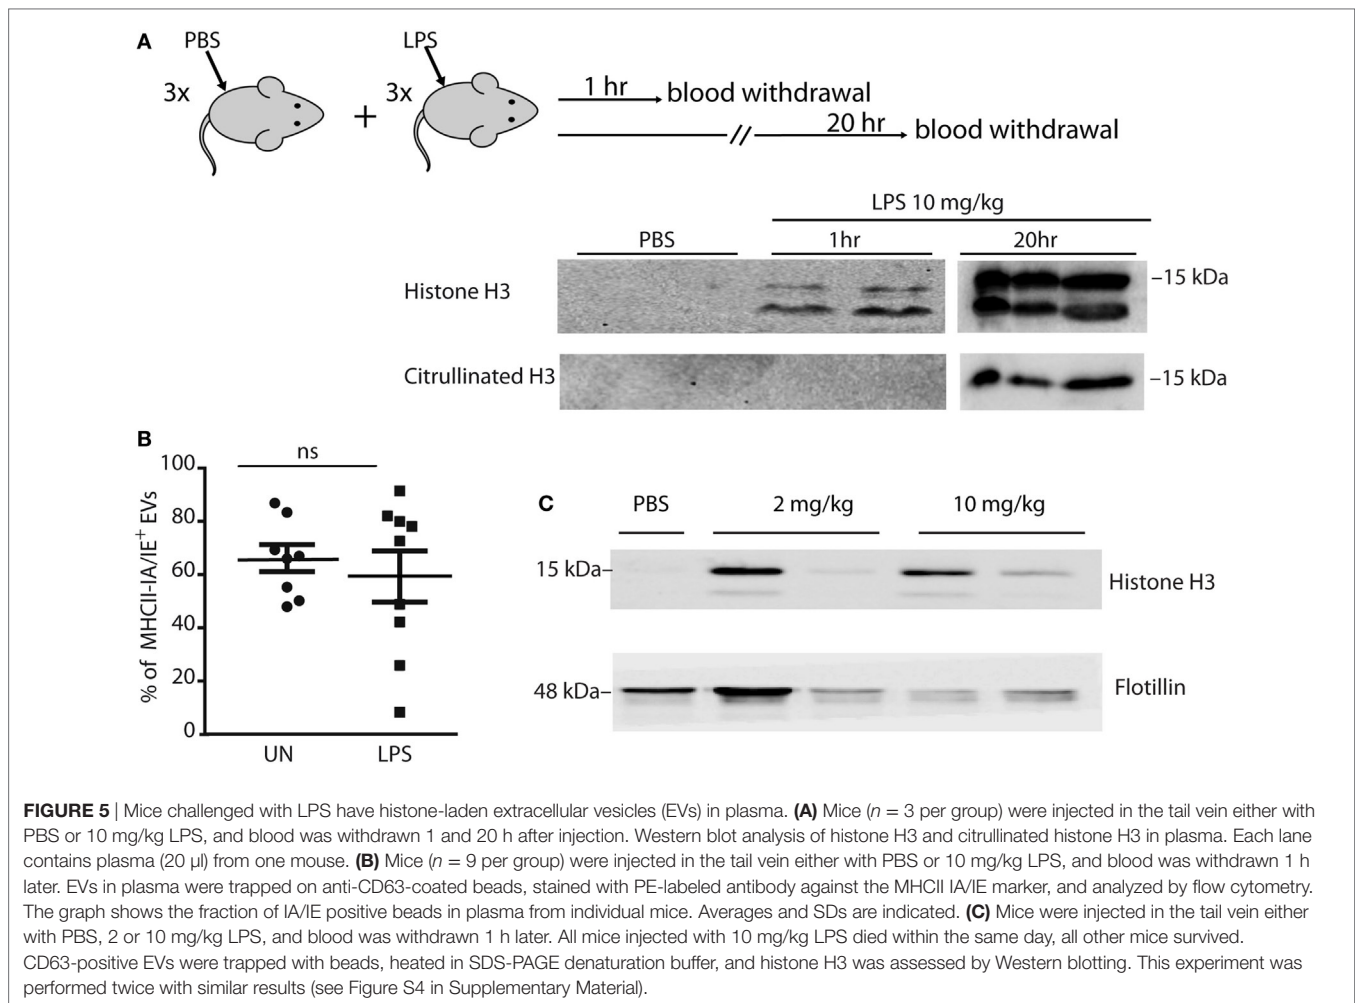 A
PBS
LPS
3x
+
3x
1 hr
blood withdrawal
20 hr
blood withdrawal
LPS 10 mg/kg
PBS
1hr
20hr
Histone H3
–15 kDa
Citrullinated H3
–15 kDa
B
ns
100
80
60
40
20
0
% of MHCII-IA/IE+ EVs
UN
LPS
C
PBS
2 mg/kg
10 mg/kg
15 kDa–
Histone H3
48 kDa–
Flotillin
FIGURE 5 | Mice challenged with LPS have histone-laden extracellular vesicles (EVs) in plasma. (A) Mice (n = 3 per group) were injected in the tail vein either with
PBS or 10 mg/kg LPS, and blood was withdrawn 1 and 20 h after injection. Western blot analysis of histone H3 and citrullinated histone H3 in plasma. Each lane
contains plasma (20 µl) from one mouse. (B) Mice (n = 9 per group) were injected in the tail vein either with PBS or 10 mg/kg LPS, and blood was withdrawn 1 h
later. EVs in plasma were trapped on anti-CD63-coated beads, stained with PE-labeled antibody against the MHCII IA/IE marker, and analyzed by flow cytometry.
The graph shows the fraction of IA/IE positive beads in plasma from individual mice. Averages and SDs are indicated. (C) Mice were injected in the tail vein either
with PBS, 2 or 10 mg/kg LPS, and blood was withdrawn 1 h later. All mice injected with 10 mg/kg LPS died within the same day, all other mice survived.
CD63-positive EVs were trapped with beads, heated in SDS-PAGE denaturation buffer, and histone H3 was assessed by Western blotting. This experiment was
performed twice with similar results (see Figure S4 in Supplementary Material).